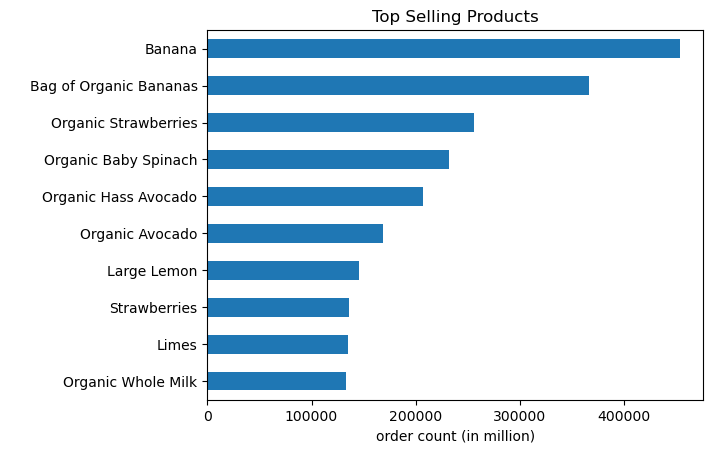 Top Selling Products
Banana
Bag of Organic Bananas
Organic Strawberries
Organic Baby Spinach
Organic Hass Avocado
Organic Avocado
Large Lemon
Strawberries
Limes
Organic Whole Milk
0 100000 200000 300000 400000
order count (in million)